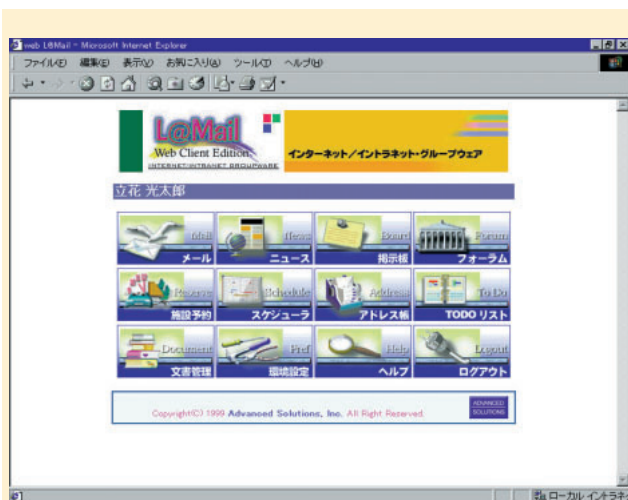 web L@Mail - Microsoft Internet Explorer
ファイル(F) 編集(E) 表示(V) お気に入り(A) ツール(T) ヘルプ(H)
L@Mail
Web Client Edition
INTERNET/INTRANET GROUPWARE
インターネット/イントラネット・グループウェア
立花 光太郎
Mail News Board Forum
メール ニュース 掲示板 フォーラム
Reserve Schedule Address To Do
施設予約 スケジューラ アドレス帳 TODO リスト
Document Pref Help Logout
文書管理 環境設定 ヘルプ ログアウト
Copyright(C) 1999 Advanced Solutions, Inc. All Right Reserved.
ADVANCED
SOLUTIONS
ローカル イントラネ